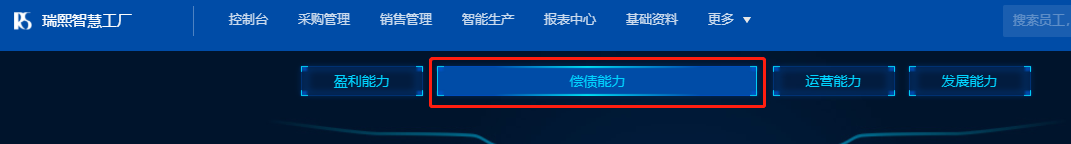 瑞熙智慧工厂 控制台 采购管理 销售管理 智能生产 报表中心 基础资料 更多 ▼ 搜索员工,
盈利能力 偿债能力 运营能力 发展能力